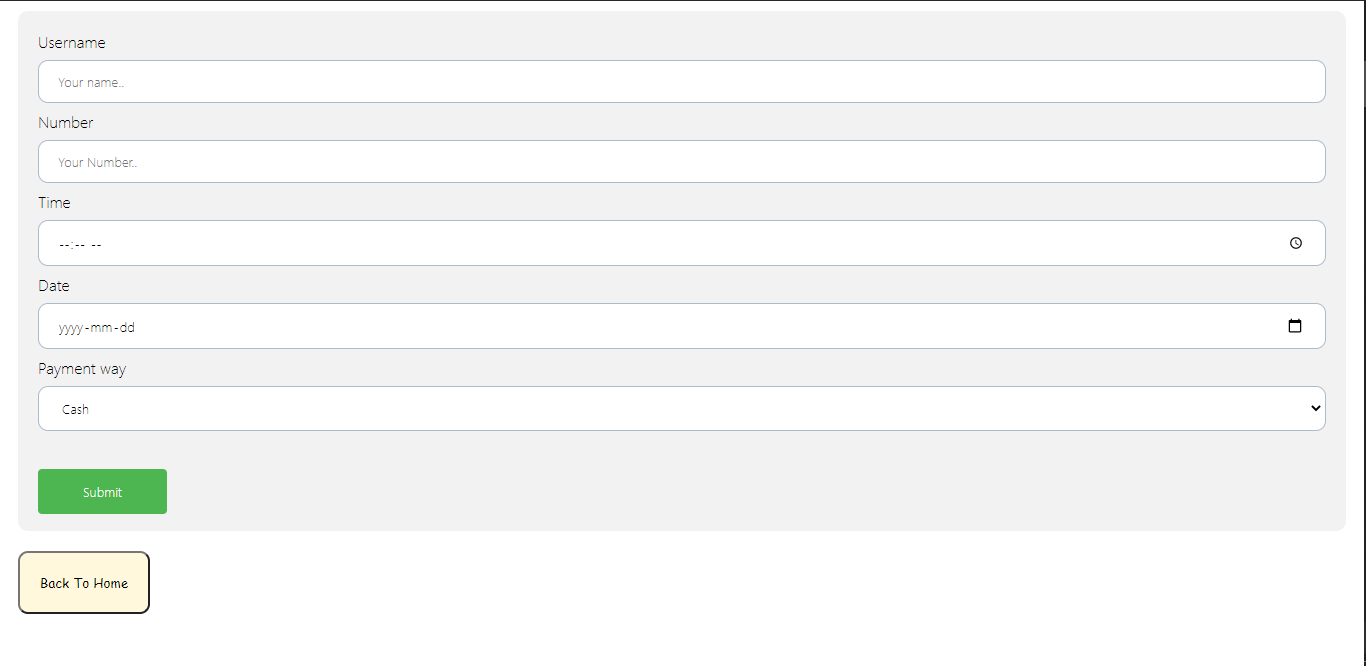 Username
Your name..
Number
Your Number..
Time
--:-- --
Date
yyyy-mm-dd
Payment way
Cash
Submit
Back To Home